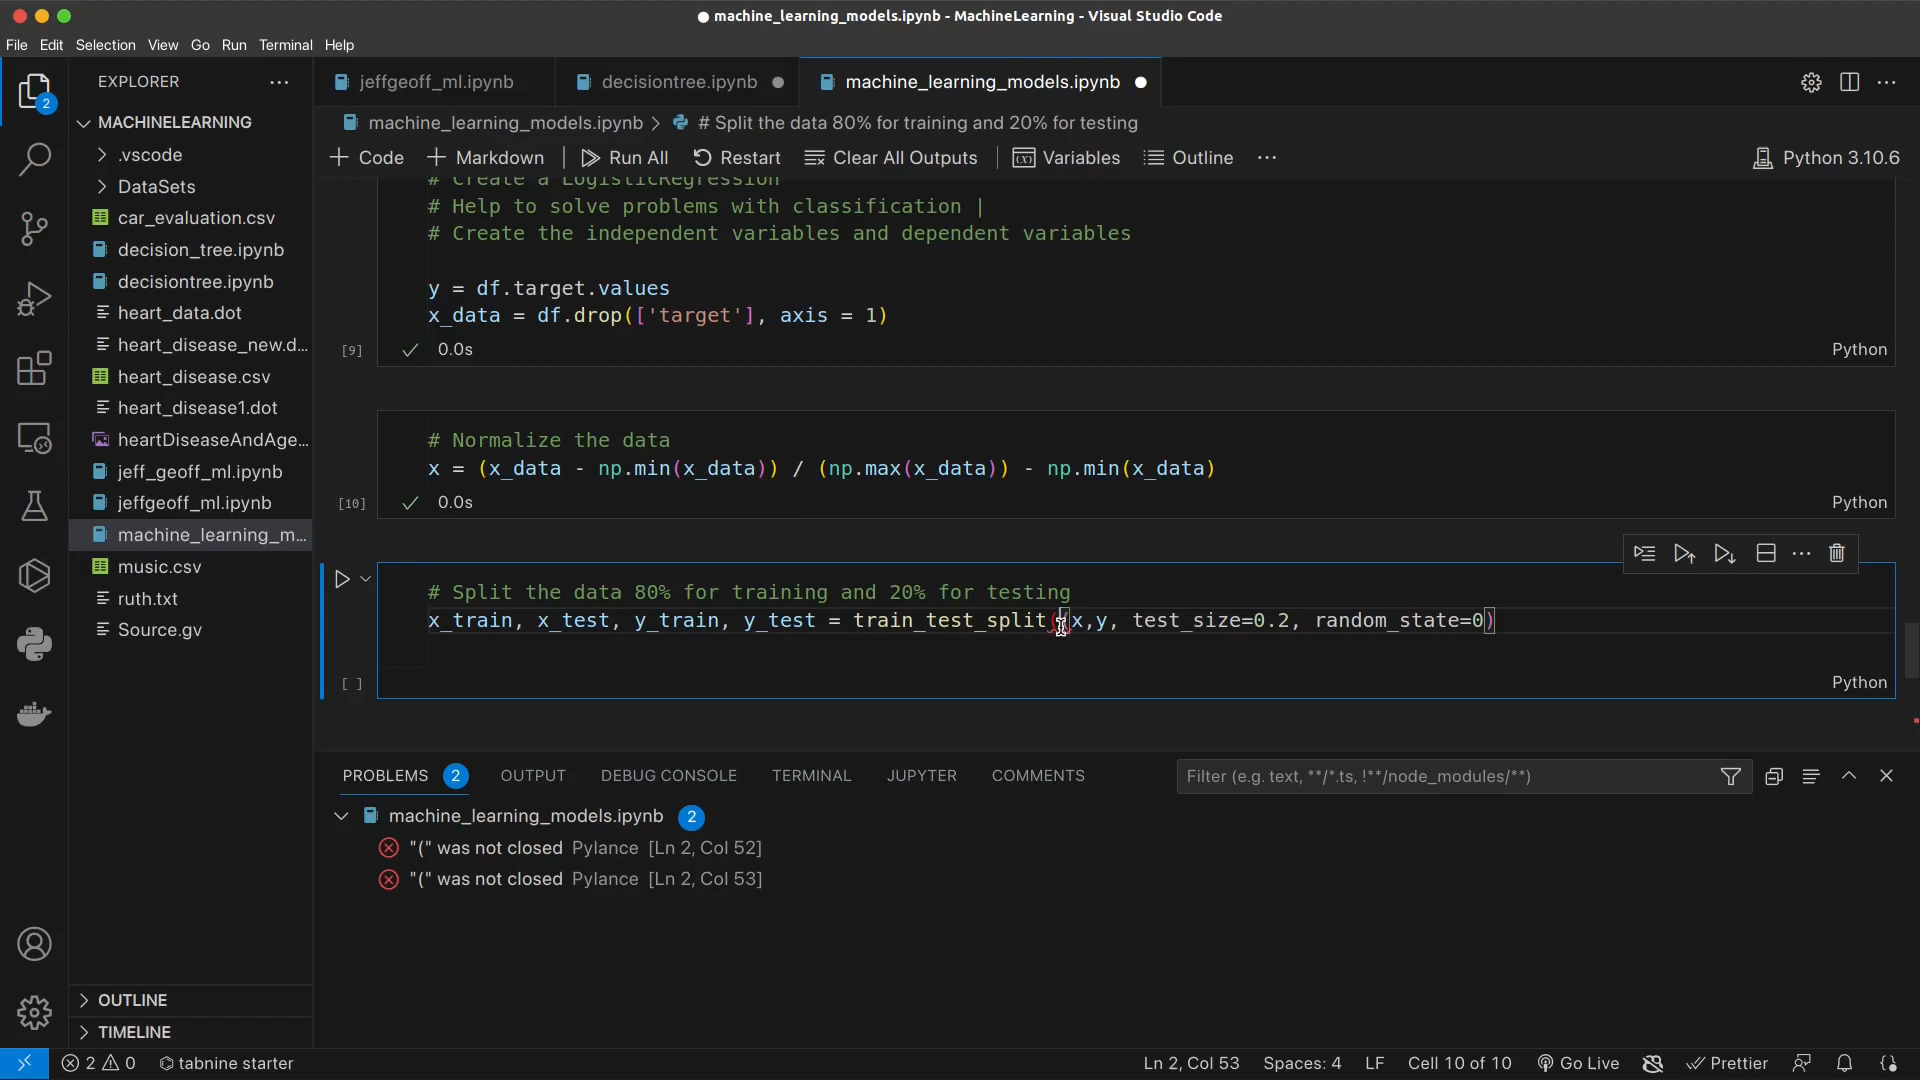 machine_learning_models.ipynb - MachineLearning - Visual Studio Code
File Edit Selection View Go Run Terminal Help
EXPLORER
2
MACHINELEARNING
.vscode
DataSets
car_evaluation.csv
decision_tree.ipynb
decisiontree.ipynb
heart_data.dot
heart_disease_new.d...
heart_disease.csv
heart_disease1.dot
heartDiseaseAndAge...
jeff_geoff_ml.ipynb
jeffgeoff_ml.ipynb
machine_learning_m...
music.csv
ruth.txt
Source.gv
OUTLINE
TIMELINE
jeffgeoff_ml.ipynb decisiontree.ipynb machine_learning_models.ipynb
machine_learning_models.ipynb > # Split the data 80% for training and 20% for testing
+ Code + Markdown Run All Restart Clear All Outputs Variables Outline ... Python 3.10.6
# Create a LogisticRegression
# Help to solve problems with classification |
# Create the independent variables and dependent variables
y = df.target.values
x_data = df.drop(['target'], axis = 1)
[9] 0.0s Python
# Normalize the data
x = (x_data - np.min(x_data)) / (np.max(x_data)) - np.min(x_data)
[10] 0.0s Python
# Split the data 80% for training and 20% for testing
x_train, x_test, y_train, y_test = train_test_split((x,y, test_size=0.2, random_state=0)
[ ] Python
PROBLEMS 2 OUTPUT DEBUG CONSOLE TERMINAL JUPYTER COMMENTS Filter (e.g. text, **/*.ts, !**/node_modules/**)
machine_learning_models.ipynb 2
"(" was not closed Pylance [Ln 2, Col 52]
"(" was not closed Pylance [Ln 2, Col 53]
2 0 tabnine starter Ln 2, Col 53 Spaces: 4 LF Cell 10 of 10 Go Live Prettier